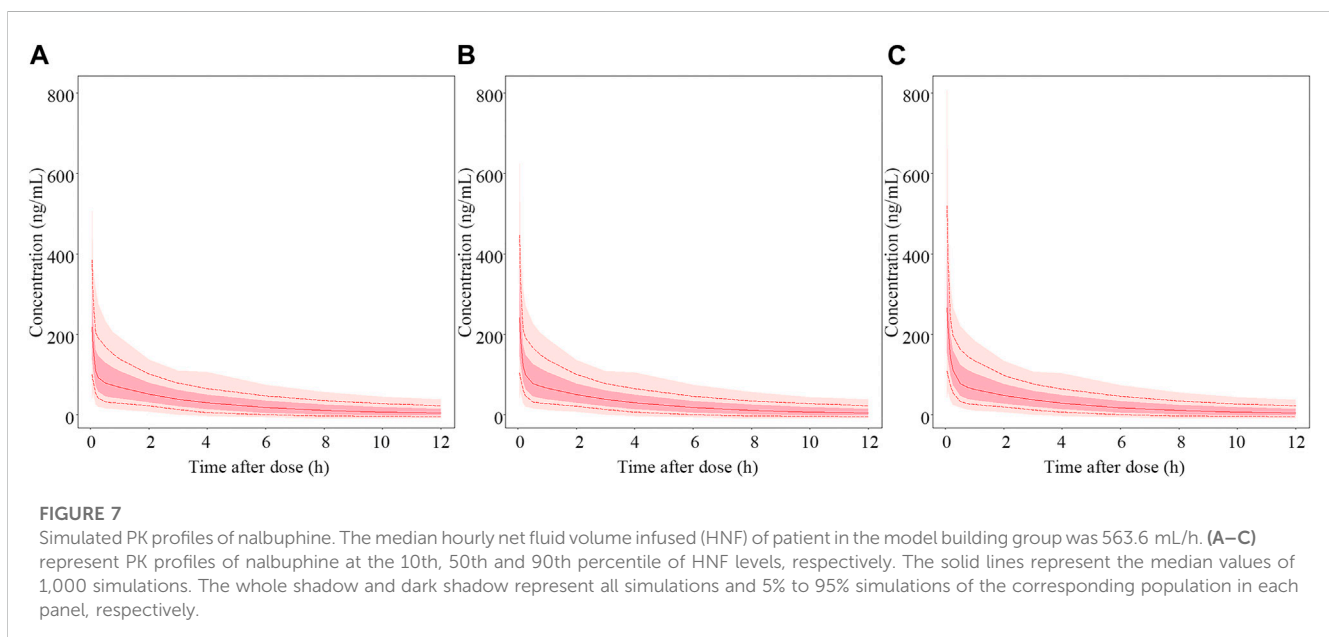 A
B
C
Concentration (ng/mL)
800
600
400
200
0
0 2 4 6 8 10 12
Time after dose (h)
Concentration (ng/mL)
800
600
400
200
0
0 2 4 6 8 10 12
Time after dose (h)
Concentration (ng/mL)
800
600
400
200
0
0 2 4 6 8 10 12
Time after dose (h)
FIGURE 7
Simulated PK profiles of nalbuphine. The median hourly net fluid volume infused (HNF) of patient in the model building group was 563.6 mL/h. (A–C)
represent PK profiles of nalbuphine at the 10th, 50th and 90th percentile of HNF levels, respectively. The solid lines represent the median values of
1,000 simulations. The whole shadow and dark shadow represent all simulations and 5% to 95% simulations of the corresponding population in each
panel, respectively.